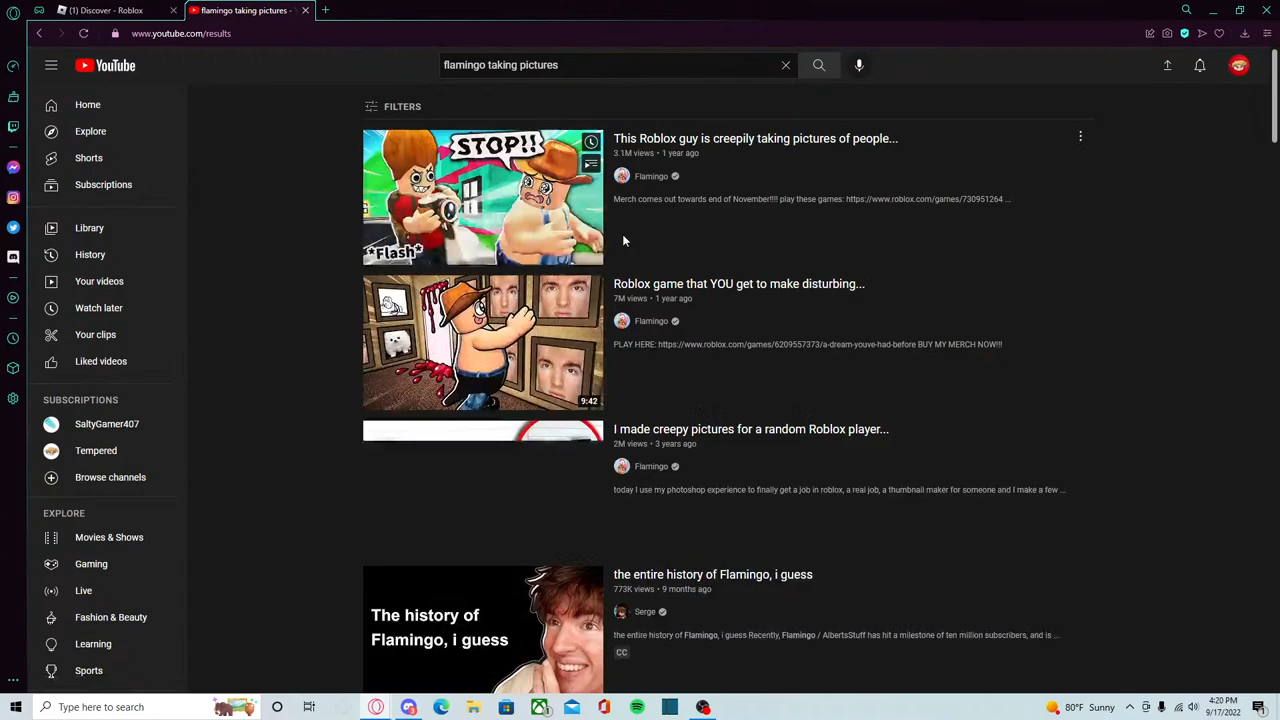 (1) Discover - Roblox
flamingo taking pictures -
www.youtube.com/results
YouTube
flamingo taking pictures
Home
Explore
Shorts
Subscriptions
Library
History
Your videos
Watch later
Your clips
Liked videos
SUBSCRIPTIONS
SaltyGamer407
Tempered
Browse channels
EXPLORE
Movies & Shows
Gaming
Live
Fashion & Beauty
Learning
Sports
FILTERS
STOP!!
*Flash*
This Roblox guy is creepily taking pictures of people...
3.1M views • 1 year ago
Flamingo
Merch comes out towards end of November!!!! play these games: https://www.roblox.com/games/730951264 ...
9:42
Roblox game that YOU get to make disturbing...
7M views • 1 year ago
Flamingo
PLAY HERE: https://www.roblox.com/games/6209557373/a-dream-youve-had-before BUY MY MERCH NOW!!!
I made creepy pictures for a random Roblox player...
2M views • 3 years ago
Flamingo
today I use my photoshop experience to finally get a job in roblox, a real job, a thumbnail maker for someone and I make a few ...
The history of
Flamingo, i guess
the entire history of Flamingo, i guess
773K views • 9 months ago
Serge
the entire history of Flamingo, i guess Recently, Flamingo / AlbertsStuff has hit a milestone of ten million subscribers, and is ...
CC
Type here to search
80°F Sunny
4:20 PM
9/17/2022